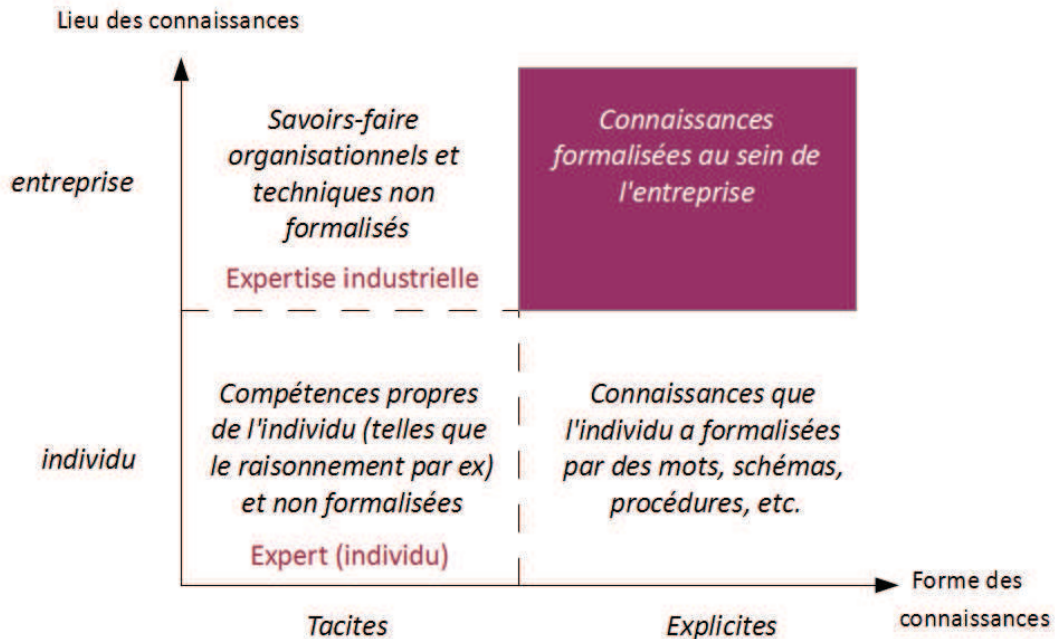 Lieu des connaissances
entreprise
Savoirs-faire
organisationnels et
techniques non
formalisés
Expertise industrielle
Connaissances
formalisées au sein de
l'entreprise
individu
Compétences propres
de l'individu (telles que
le raisonnement par ex)
et non formalisées
Expert (individu)
Connaissances que
l'individu a formalisées
par des mots, schémas,
procédures, etc.
Forme des
connaissances
Tacites
Explicites